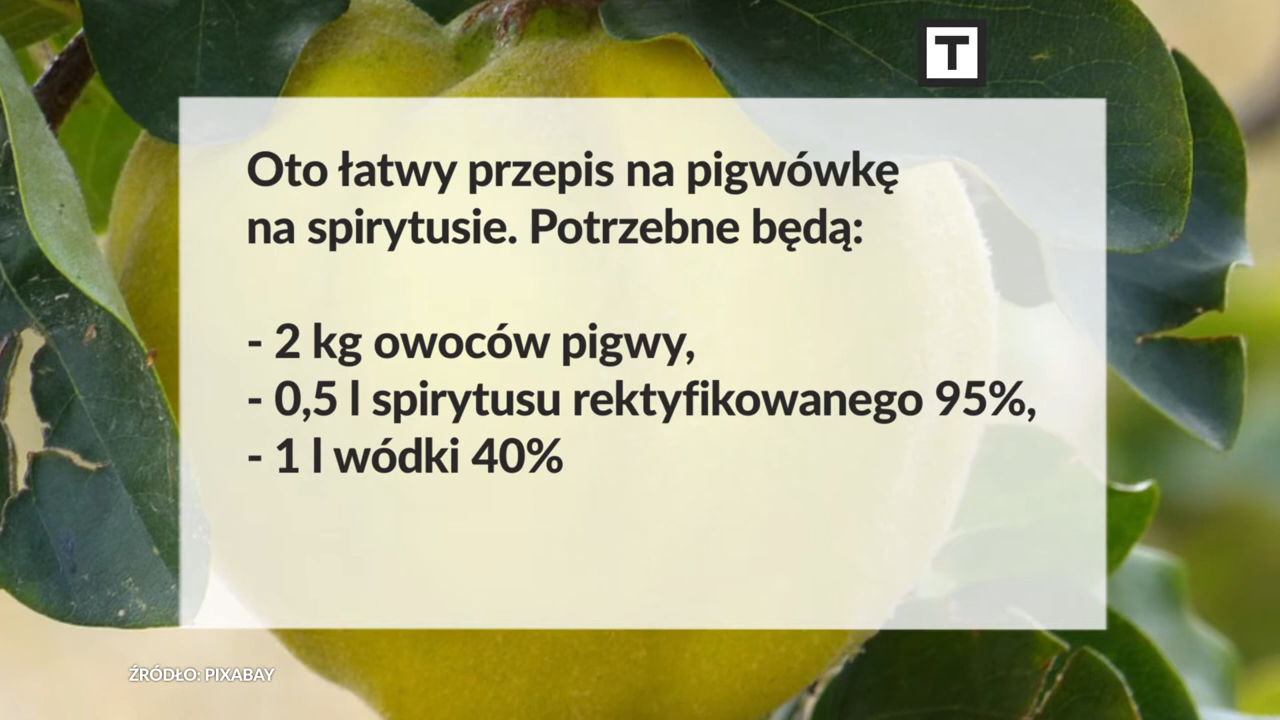 T
Oto łatwy przepis na pigwówkę
na spirytusie. Potrzebne będą:
- 2 kg owoców pigwy,
- 0,5 l spirytusu rektyfikowanego 95%,
- 1 l wódki 40%
ŹRÓDŁO: PIXABAY